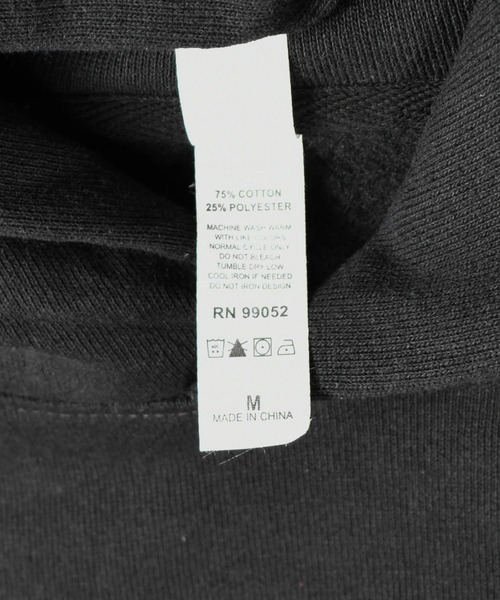 75% COTTON
25% POLYESTER
MACHINE WASH WARM
WITH LIKE COLORS
NORMAL CYCLE ONLY
DO NOT BLEACH
TUMBLE DRY LOW
COOL IRON IF NEEDED
DO NOT IRON DESIGN
RN 99052
M
MADE IN CHINA